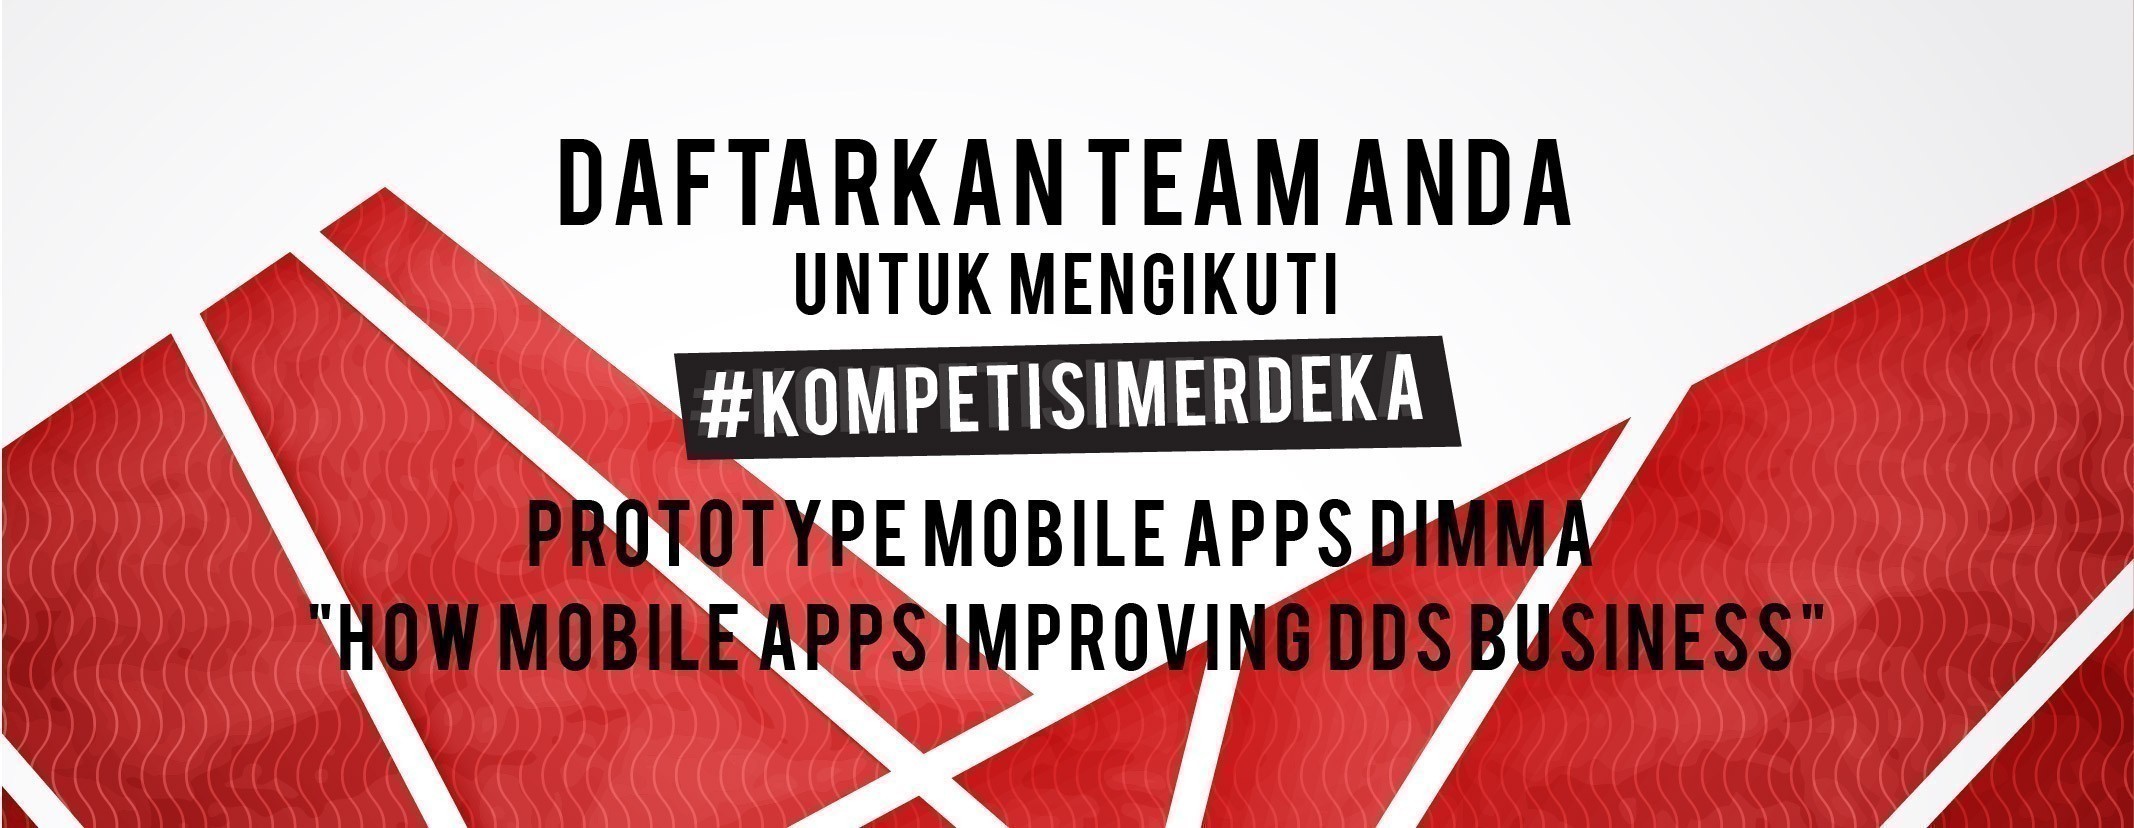 DAFTARKAN TEAM ANDA
UNTUK MENGIKUTI
#KOMPETISIMERDEKA
PROTOTYPE MOBILE APPS DIMMA
"HOW MOBILE APPS IMPROVING DDS BUSINESS"